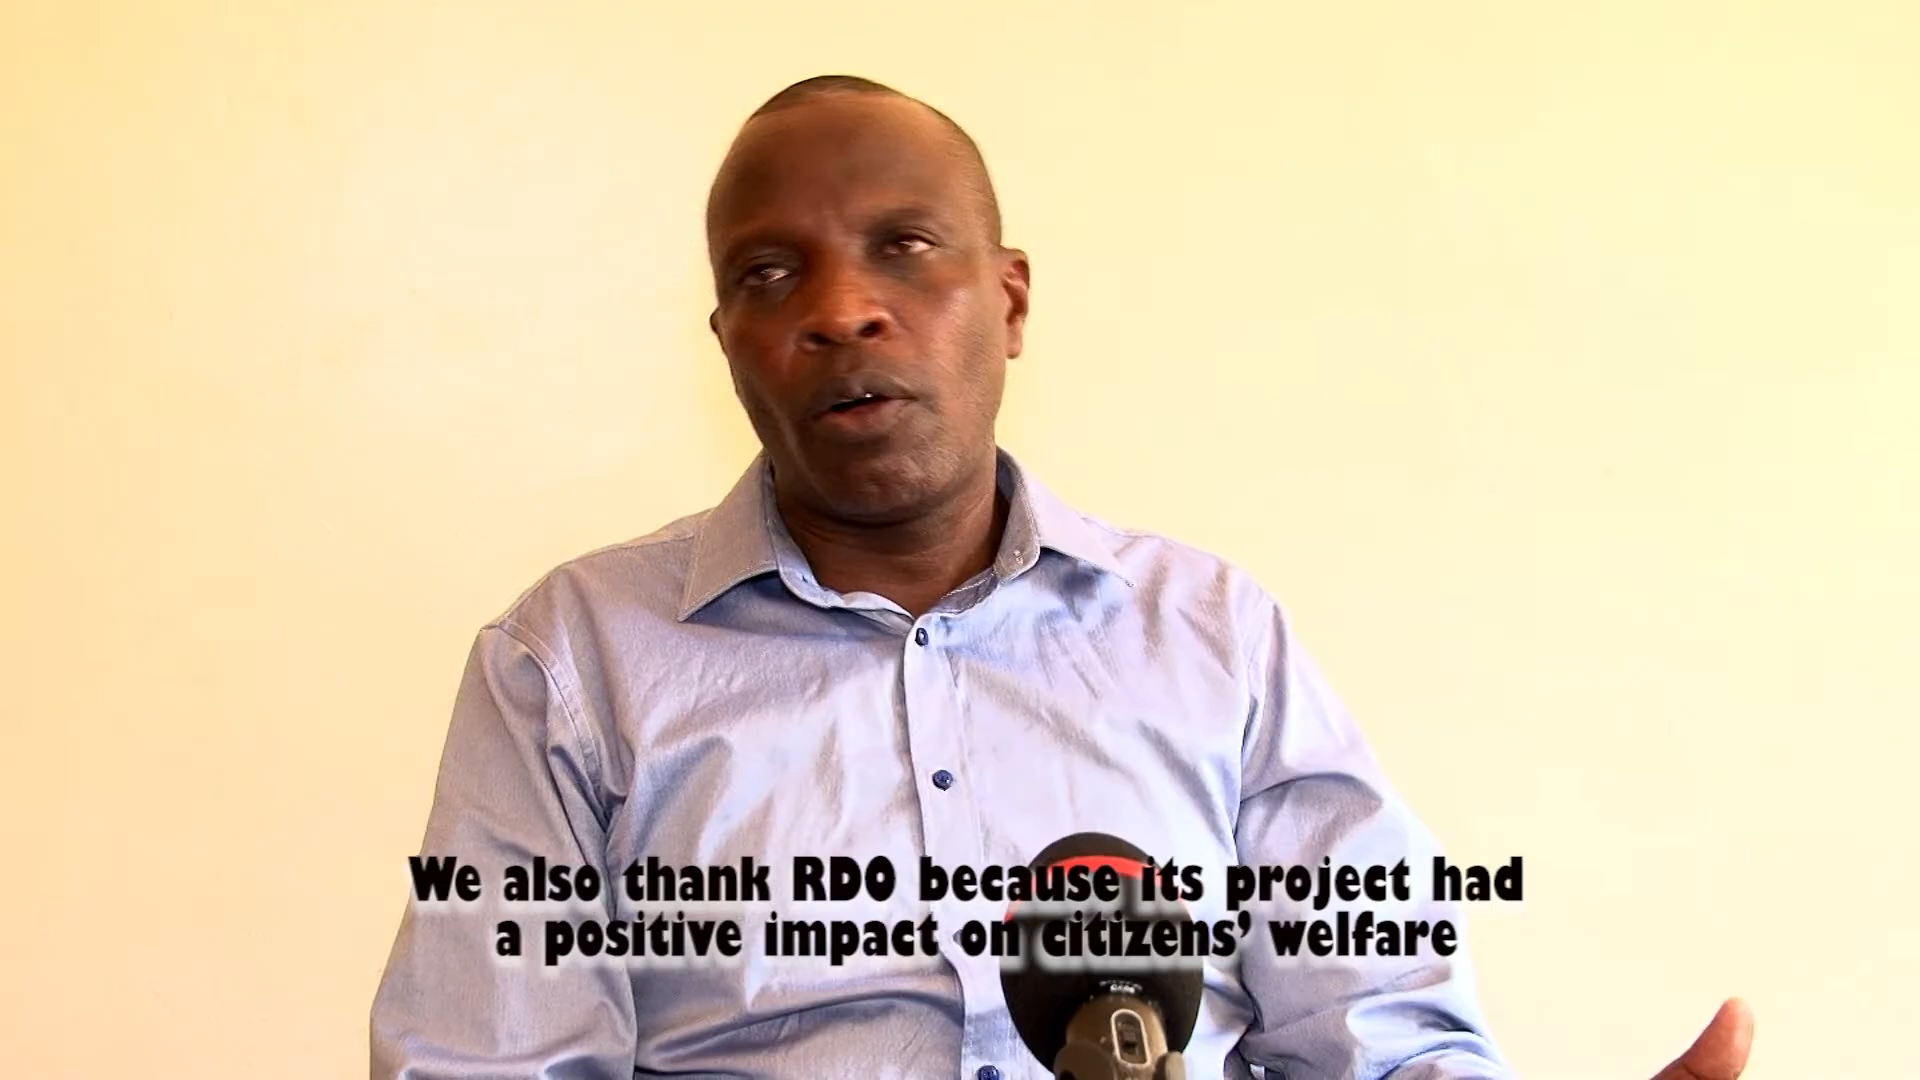 We also thank RDO because its project had
a positive impact on citizens’ welfare